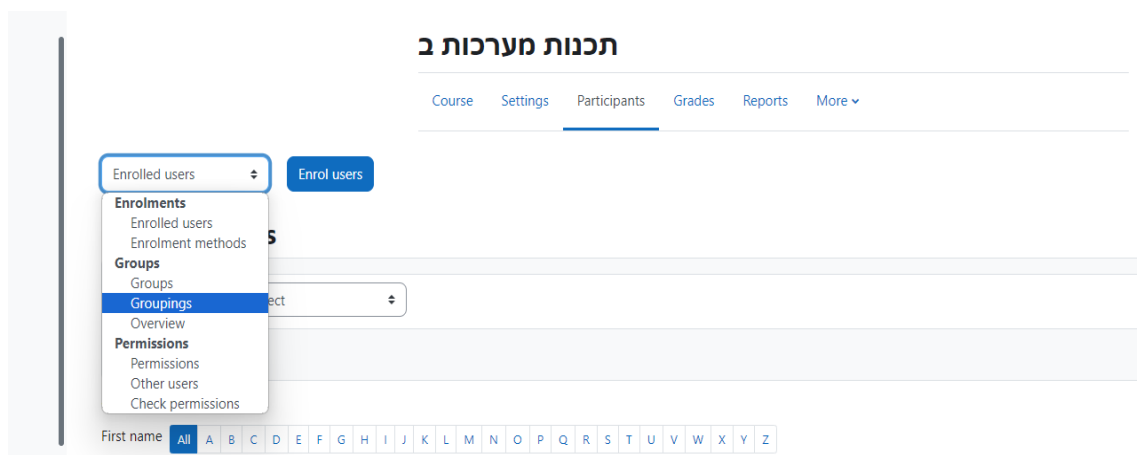 תכנות מערכות ב
Course Settings Participants Grades Reports More
Enrolled users Enrol users
Enrolments
Enrolled users
Enrolment methods
Groups
Groups
Groupings
Overview
Permissions
Permissions
Other users
Check permissions
First name All A B C D E F G H I J K L M N O P Q R S T U V W X Y Z